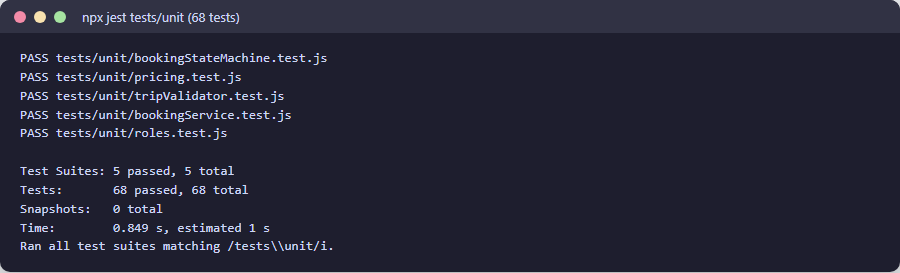 npx jest tests/unit (68 tests)
PASS tests/unit/bookingStateMachine.test.js
PASS tests/unit/pricing.test.js
PASS tests/unit/tripValidator.test.js
PASS tests/unit/bookingService.test.js
PASS tests/unit/roles.test.js
Test Suites: 5 passed, 5 total
Tests:       68 passed, 68 total
Snapshots:   0 total
Time:        0.849 s, estimated 1 s
Ran all test suites matching /tests\\unit/i.